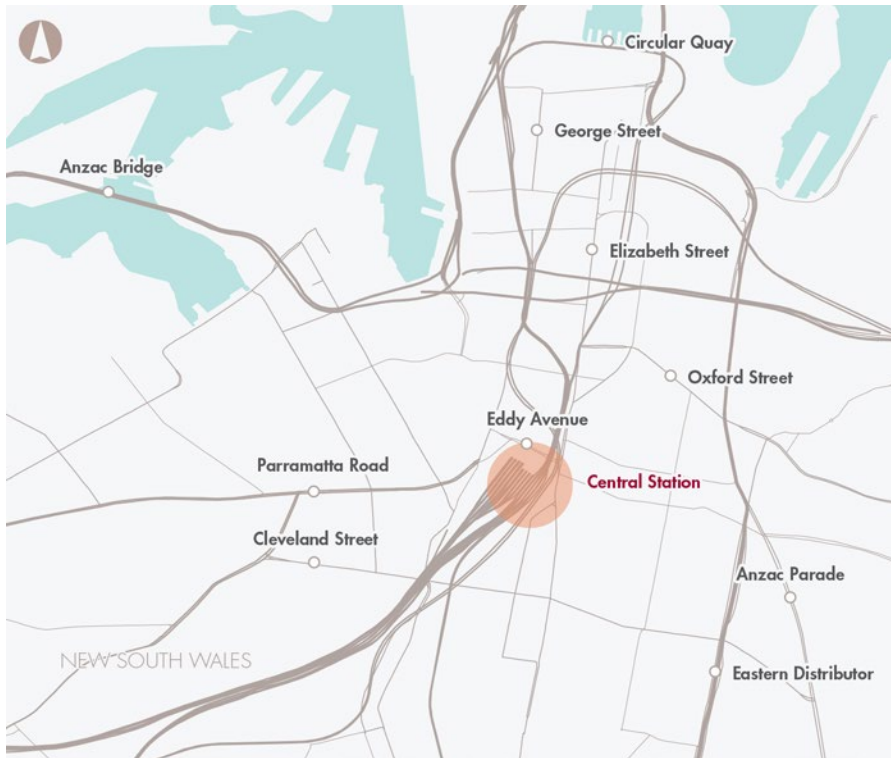 Circular Quay
George Street
Anzac Bridge
Elizabeth Street
Oxford Street
Eddy Avenue
Parramatta Road
Central Station
Cleveland Street
Anzac Parade
NEW SOUTH WALES
Eastern Distributor